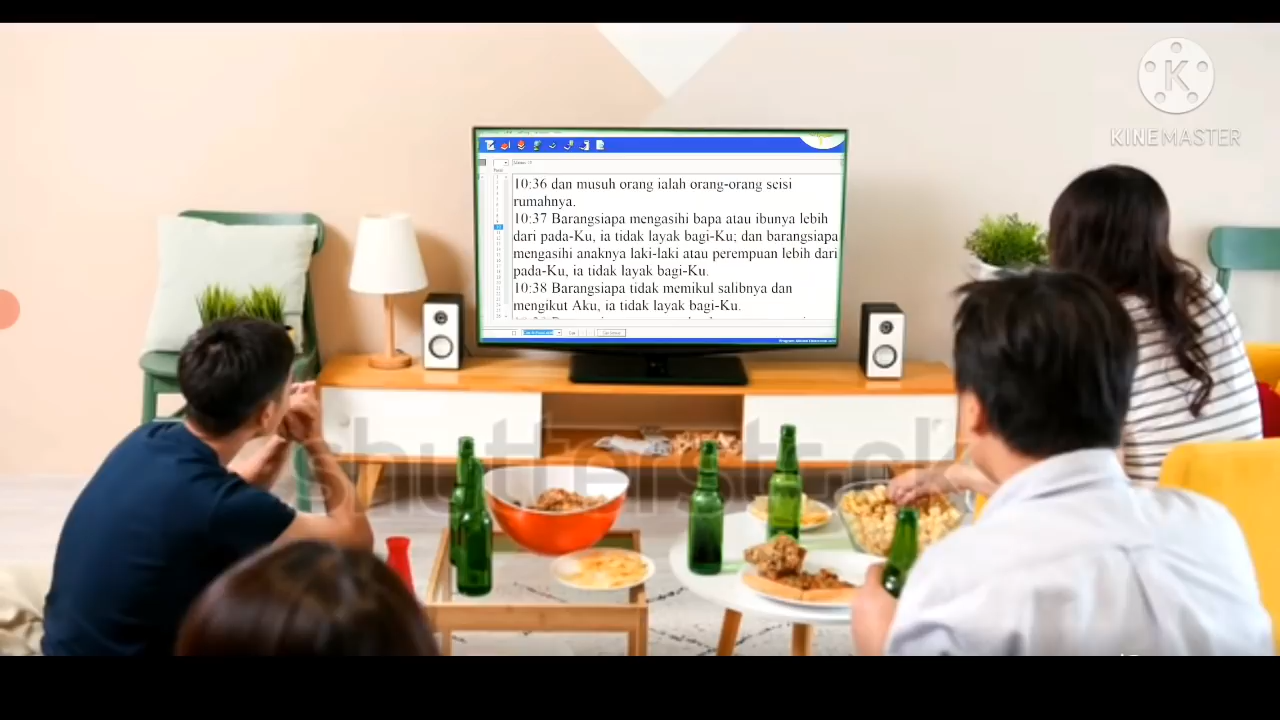 KINEMASTER
10:36 dan musuh orang ialah orang-orang seisi
rumahnya.
10:37 Barangsiapa mengasihi bapa atau ibunya lebih
dari pada-Ku, ia tidak layak bagi-Ku; dan barangsiapa
mengasihi anaknya laki-laki atau perempuan lebih dari
pada-Ku, ia tidak layak bagi-Ku.
10:38 Barangsiapa tidak memikul salibnya dan
mengikut Aku, ia tidak layak bagi-Ku.
shutterst.ck